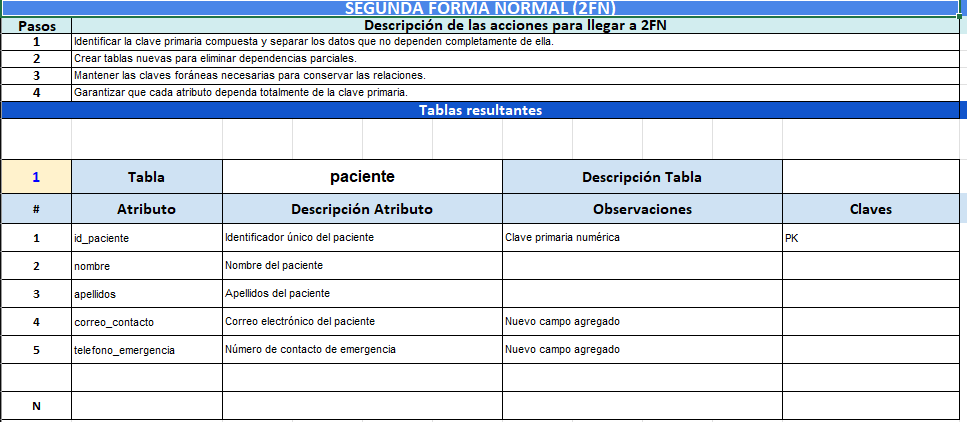 SEGUNDA FORMA NORMAL (2FN)
Pasos Descripción de las acciones para llegar a 2FN
1 Identificar la clave primaria compuesta y separar los datos que no dependen completamente de ella.
2 Crear tablas nuevas para eliminar dependencias parciales.
3 Mantener las claves foráneas necesarias para conservar las relaciones.
4 Garantizar que cada atributo dependa totalmente de la clave primaria.
Tablas resultantes
1 Tabla paciente Descripción Tabla
# Atributo Descripción Atributo Observaciones Claves
1 id_paciente Identificador único del paciente Clave primaria numérica PK
2 nombre Nombre del paciente
3 apellidos Apellidos del paciente
4 correo_contacto Correo electrónico del paciente Nuevo campo agregado
5 telefono_emergencia Número de contacto de emergencia Nuevo campo agregado
N